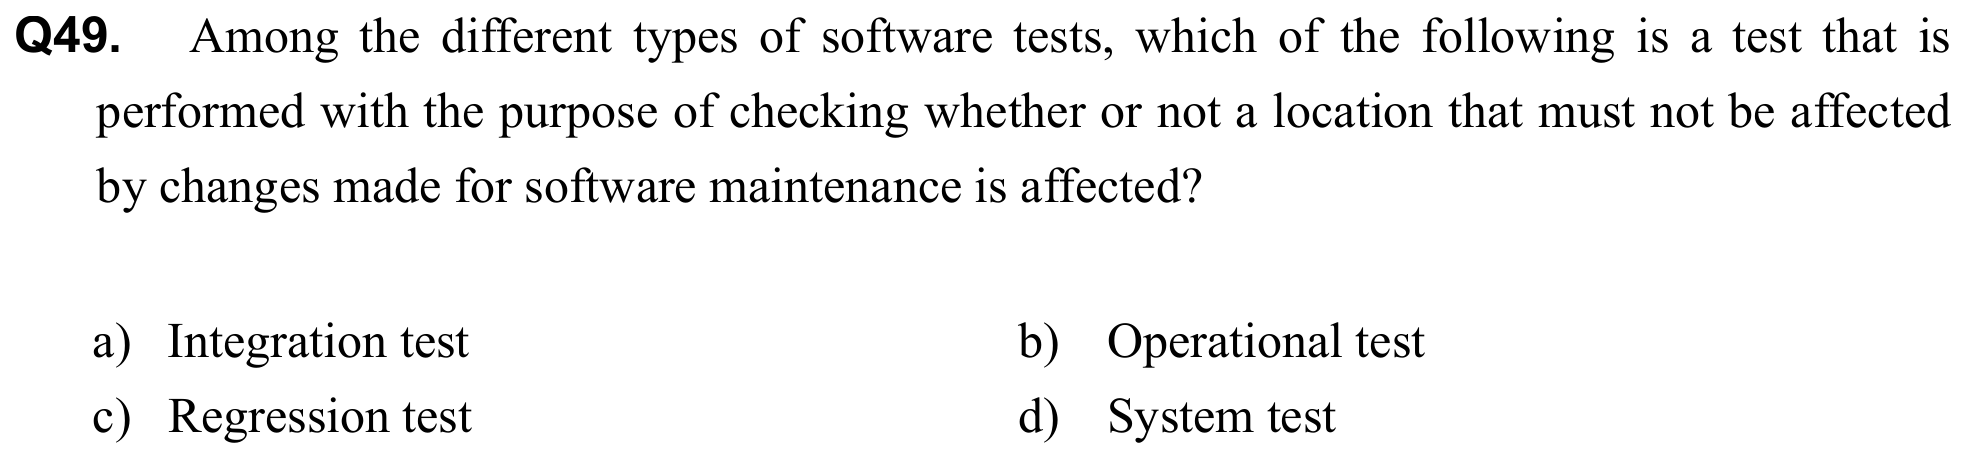 Q49. Among the different types of software tests, which of the following is a test that is
performed with the purpose of checking whether or not a location that must not be affected
by changes made for software maintenance is affected?
a) Integration test b) Operational test
c) Regression test d) System test